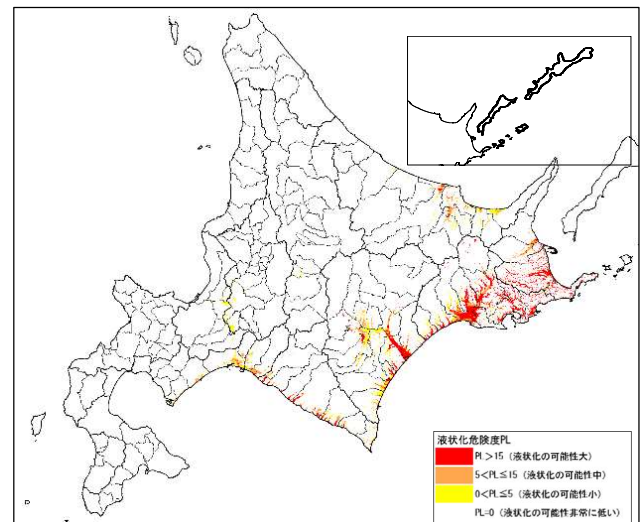 液状化危険度PL
PL>15（液状化の可能性大）
5<PL≦15（液状化の可能性中）
0<PL≦5（液状化の可能性小）
PL=0（液状化の可能性非常に低い）